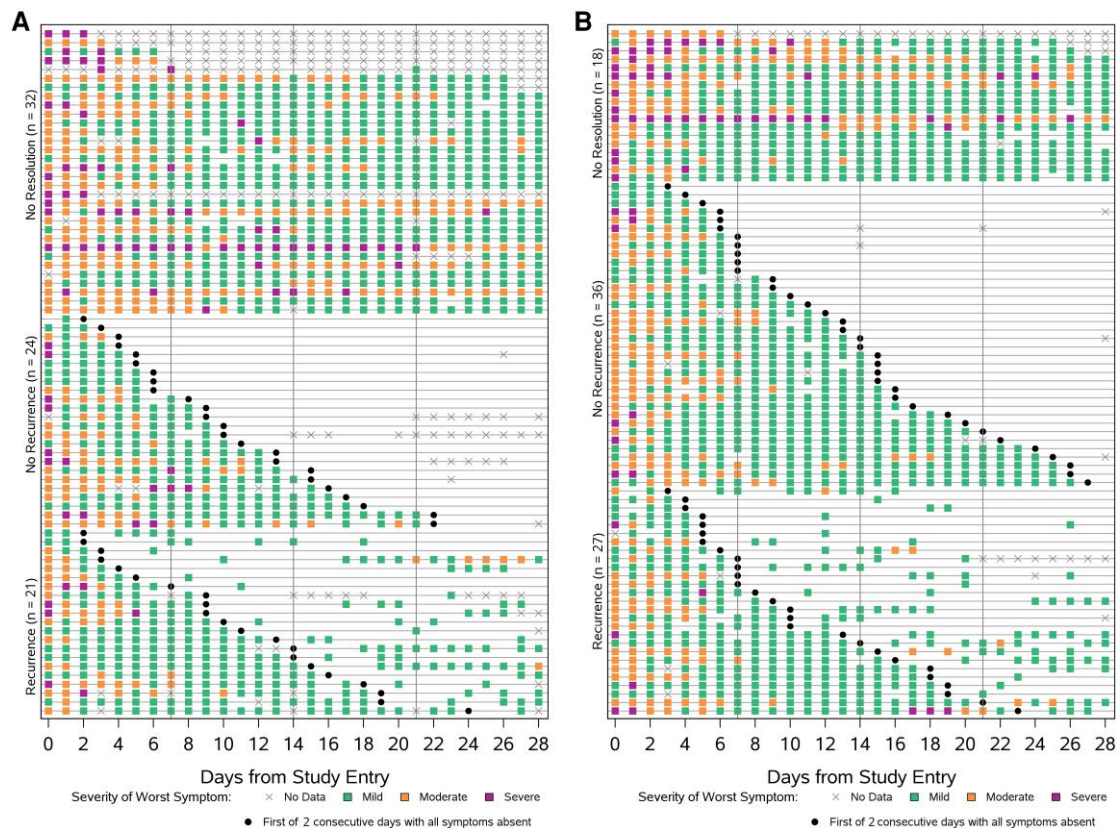 A
B
No Resolution (n = 32)
No Recurrence (n = 24)
Recurrence (n = 21)
No Resolution (n = 18)
No Recurrence (n = 36)
Recurrence (n = 27)
0 2 4 6 8 10 12 14 16 18 20 22 24 26 28
0 2 4 6 8 10 12 14 16 18 20 22 24 26 28
Days from Study Entry
Days from Study Entry
Severity of Worst Symptom: No Data Mild Moderate Severe
First of 2 consecutive days with all symptoms absent
Severity of Worst Symptom: No Data Mild Moderate Severe
First of 2 consecutive days with all symptoms absent